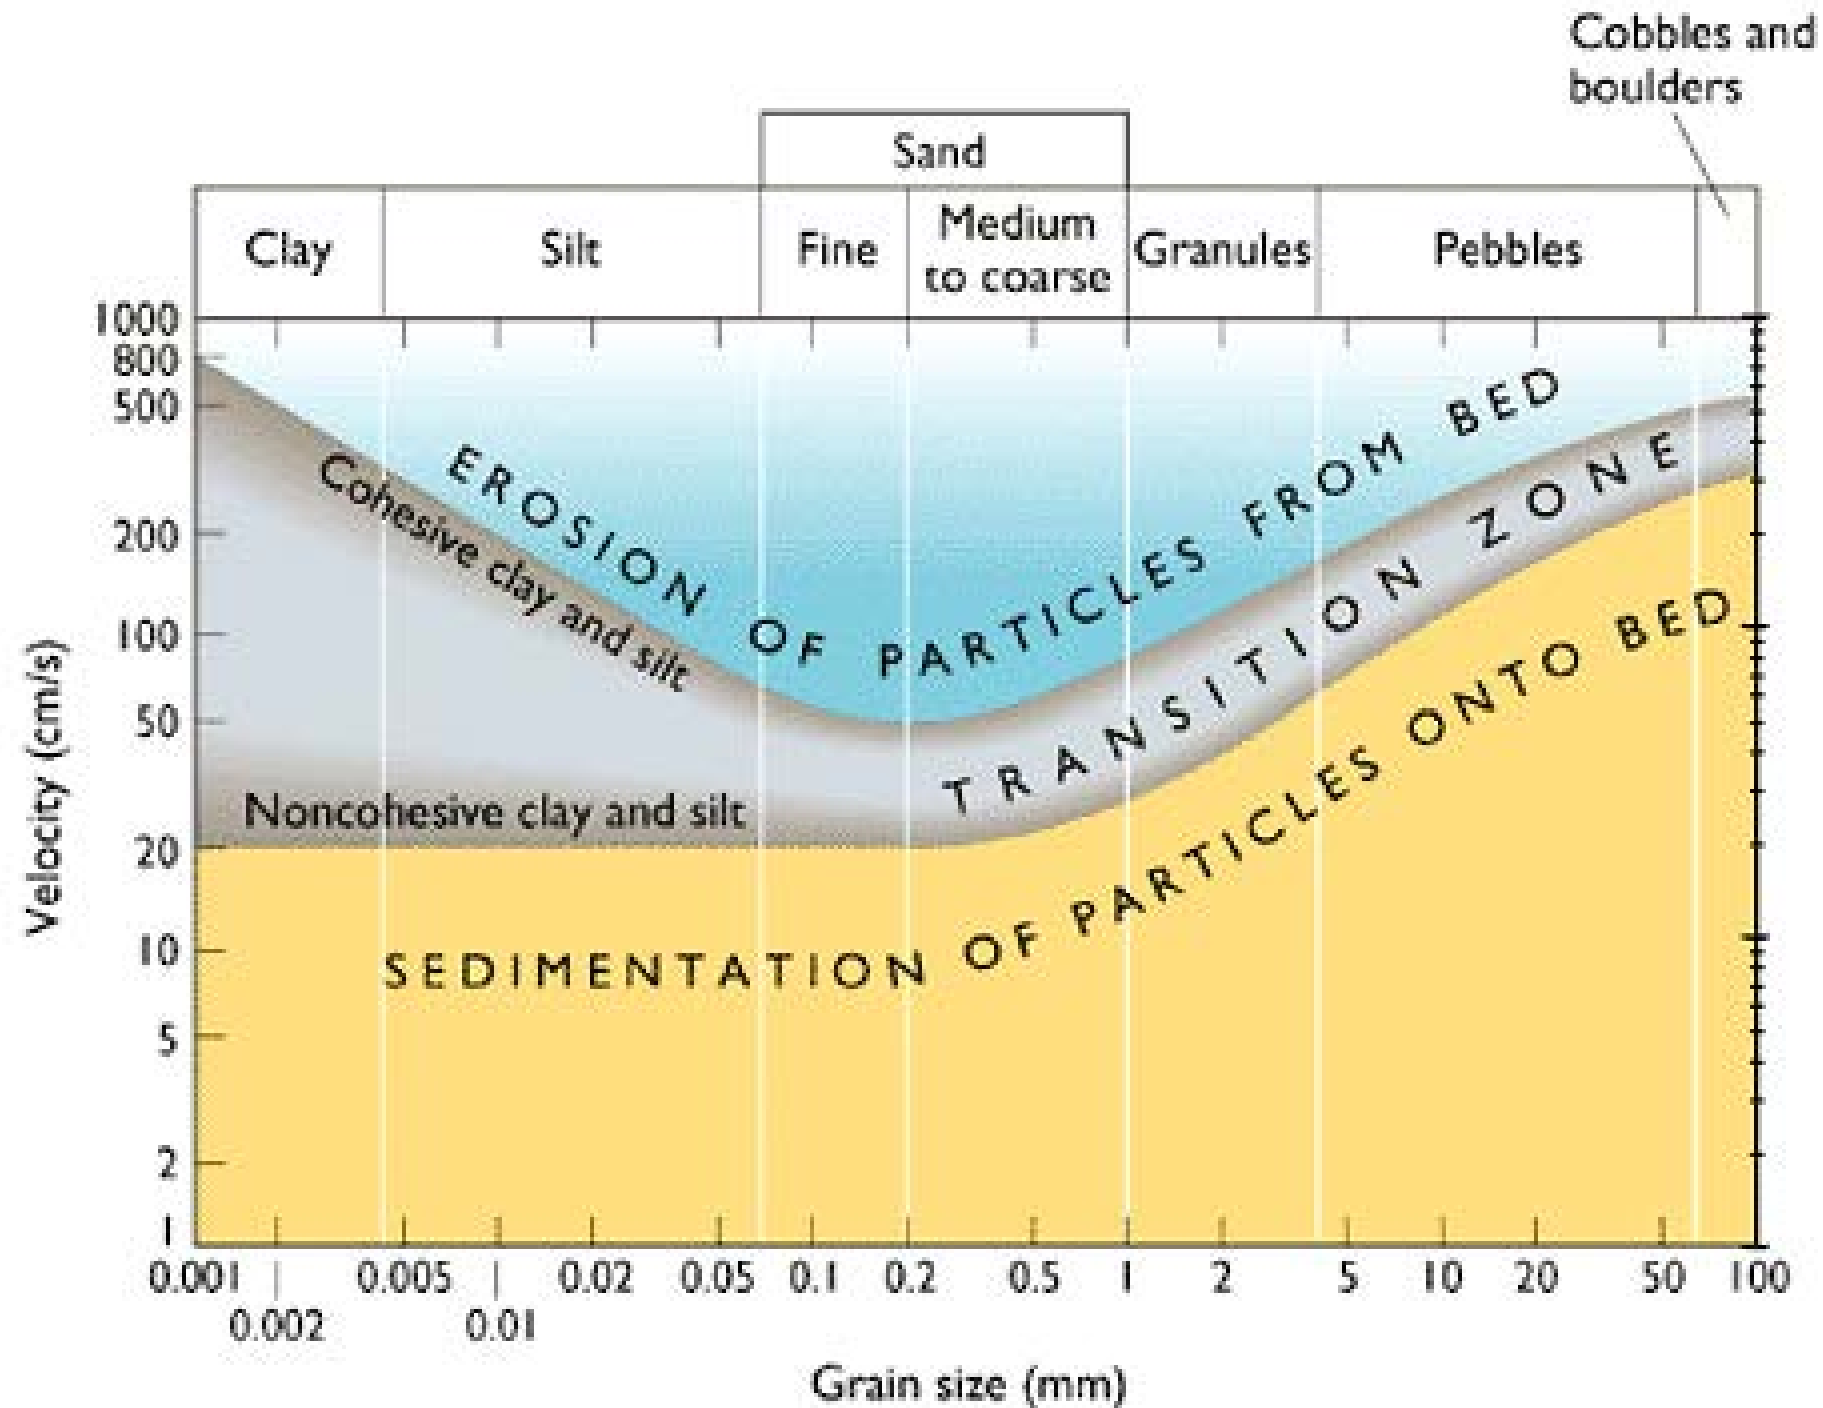 Cobbles and
boulders
Sand
Clay
Silt
Fine
Medium
to coarse
Granules
Pebbles
1000
800
500
200
100
50
20
10
5
2
1
Velocity (cm/s)
EROSION OF PARTICLES FROM BED
Cohesive clay and silt
TRANSITION ZONE
Noncohesive clay and silt
SEDIMENTATION OF PARTICLES ONTO BED
0.001 0.005 0.02 0.05 0.1 0.2 0.5 1 2 5 10 20 50 100
0.002 0.01
Grain size (mm)